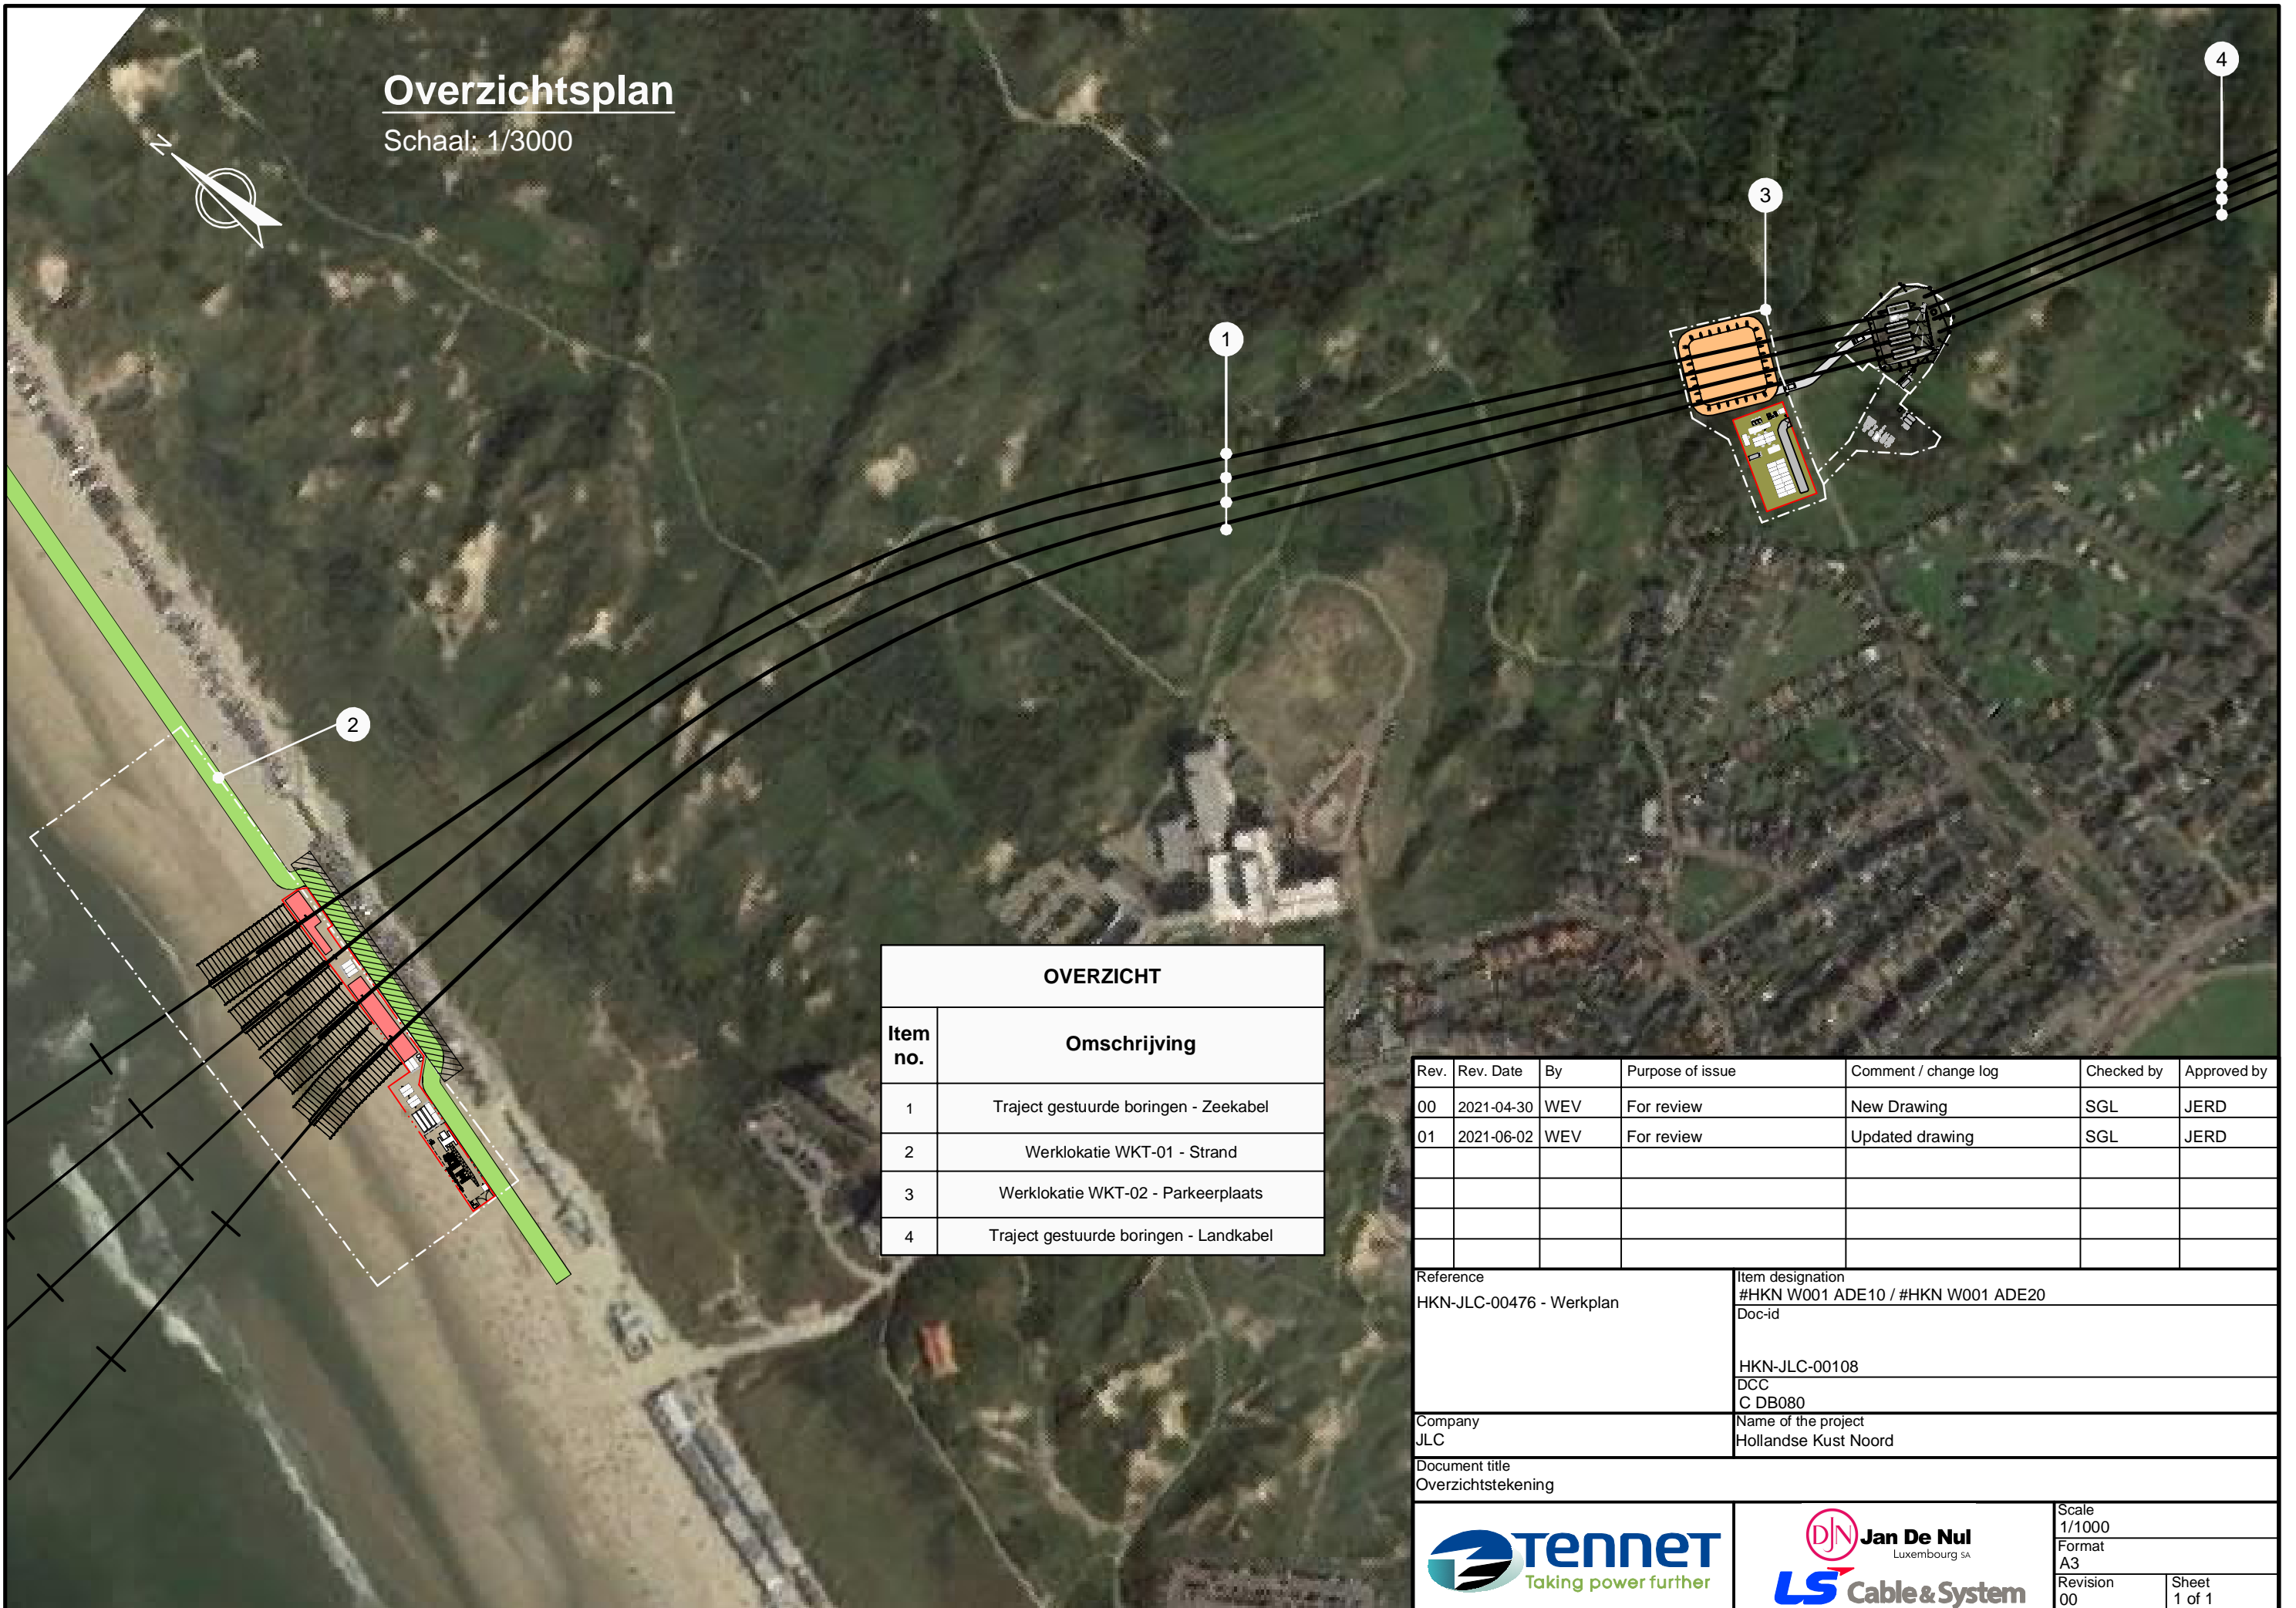 Overzichtsplan
Schaal: 1/3000
N
1
2
3
4
OVERZICHT
Item no. Omschrijving
1 Traject gestuurde boringen - Zeekabel
2 Werklokatie WKT-01 - Strand
3 Werklokatie WKT-02 - Parkeerplaats
4 Traject gestuurde boringen - Landkabel
Rev. Rev. Date By Purpose of issue Comment / change log Checked by Approved by
00 2021-04-30 WEV For review New Drawing SGL JERD
01 2021-06-02 WEV For review Updated drawing SGL JERD
Reference
HKN-JLC-00476 - Werkplan
Item designation
#HKN W001 ADE10 / #HKN W001 ADE20
Doc-id
HKN-JLC-00108
DCC
C DB080
Company
JLC
Name of the project
Hollandse Kust Noord
Document title
Overzichtstekening
TenneT
Taking power further
DJN Jan De Nul
Luxembourg SA
LS Cable & System
Scale
1/1000
Format
A3
Revision
00
Sheet
1 of 1